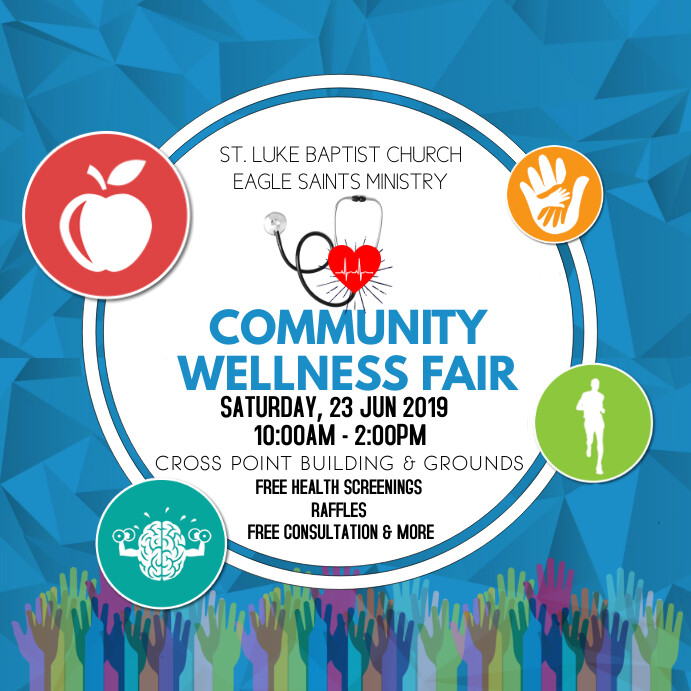 ST. LUKE BAPTIST CHURCH
EAGLE SAINTS MINISTRY
COMMUNITY
WELLNESS FAIR
SATURDAY, 23 JUN 2019
10:00AM - 2:00PM
CROSS POINT BUILDING & GROUNDS
FREE HEALTH SCREENINGS
RAFFLES
FREE CONSULTATION & MORE